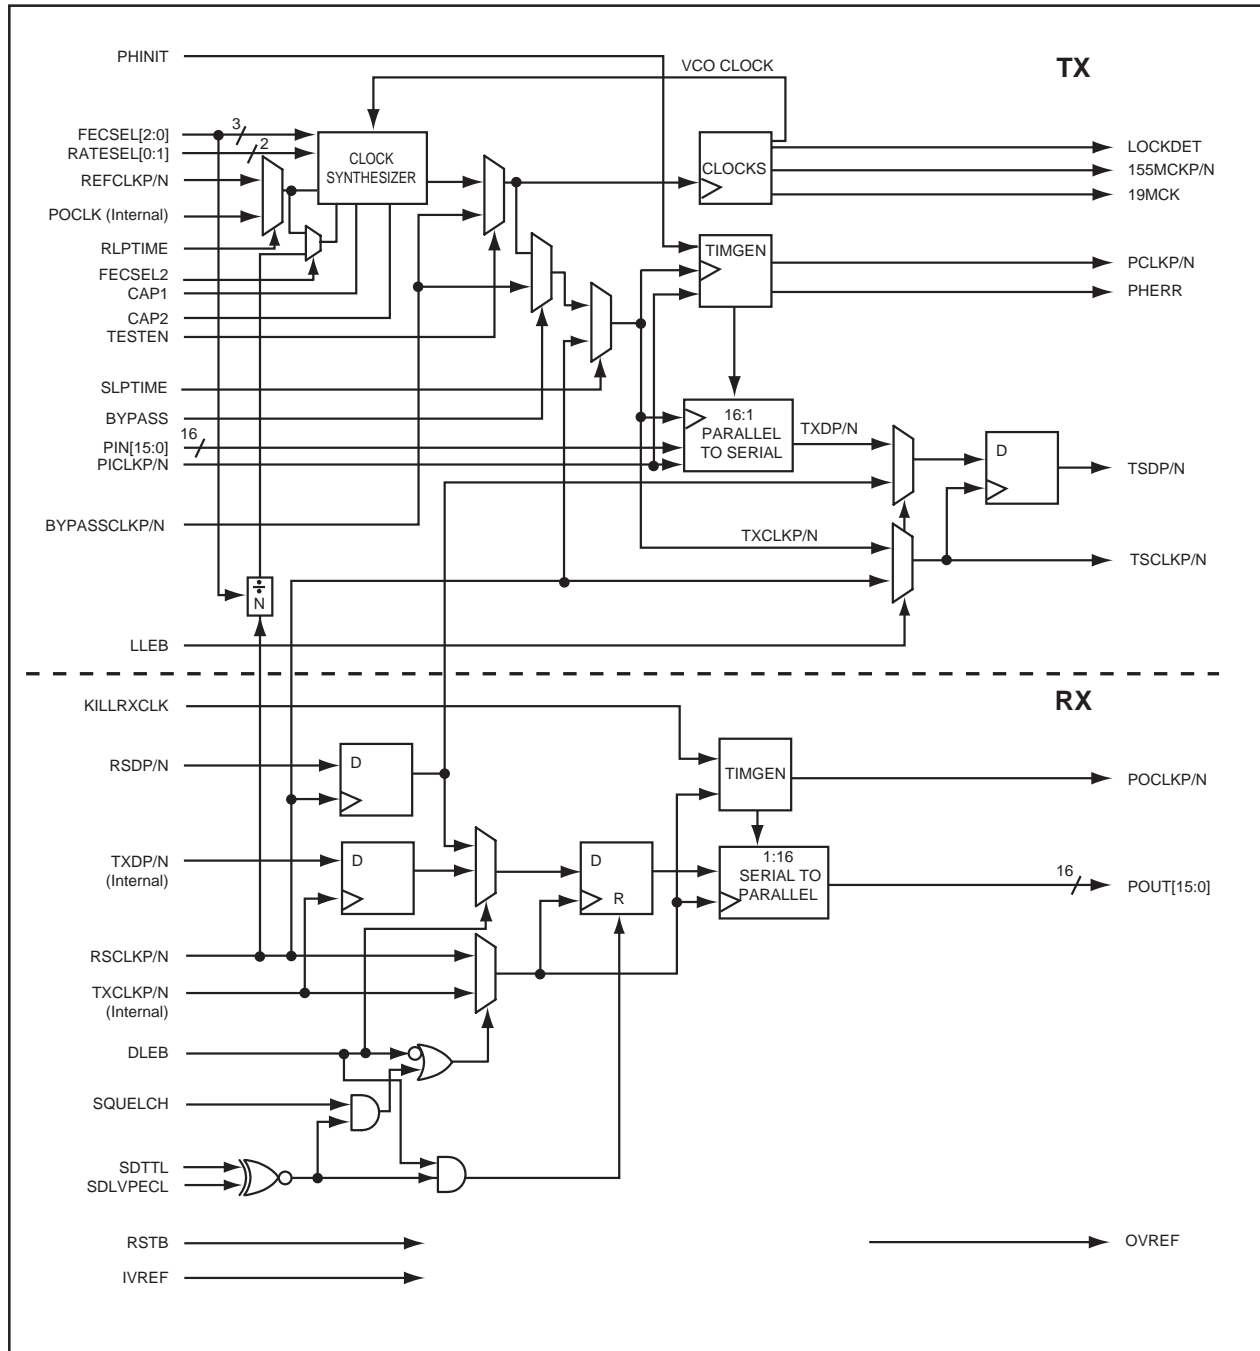 PHINIT
VCO CLOCK
TX
FECSEL[2:0]
3
RATESEL[0:1]
2
REFCLKP/N
POCLK (Internal)
RLPTIME
FECSEL2
CAP1
CAP2
TESTEN
SLPTIME
BYPASS
PIN[15:0]
16
PICLKP/N
BYPASSCLKP/N
LLEB
CLOCK
SYNTHESIZER
CLOCKS
LOCKDET
155MCKP/N
19MCK
TIMGEN
PCLKP/N
PHERR
16:1
PARALLEL
TO SERIAL
TXDP/N
D
TSDP/N
TXCLKP/N
TSCLKP/N
÷
N
RX
KILLRXCLK
RSDP/N
D
TIMGEN
POCLKP/N
TXDP/N
(Internal)
D
D
R
1:16
SERIAL TO
PARALLEL
16
POUT[15:0]
RSCLKP/N
TXCLKP/N
(Internal)
DLEB
SQUELCH
SDTTL
SDLVPECL
RSTB
OVREF
IVREF